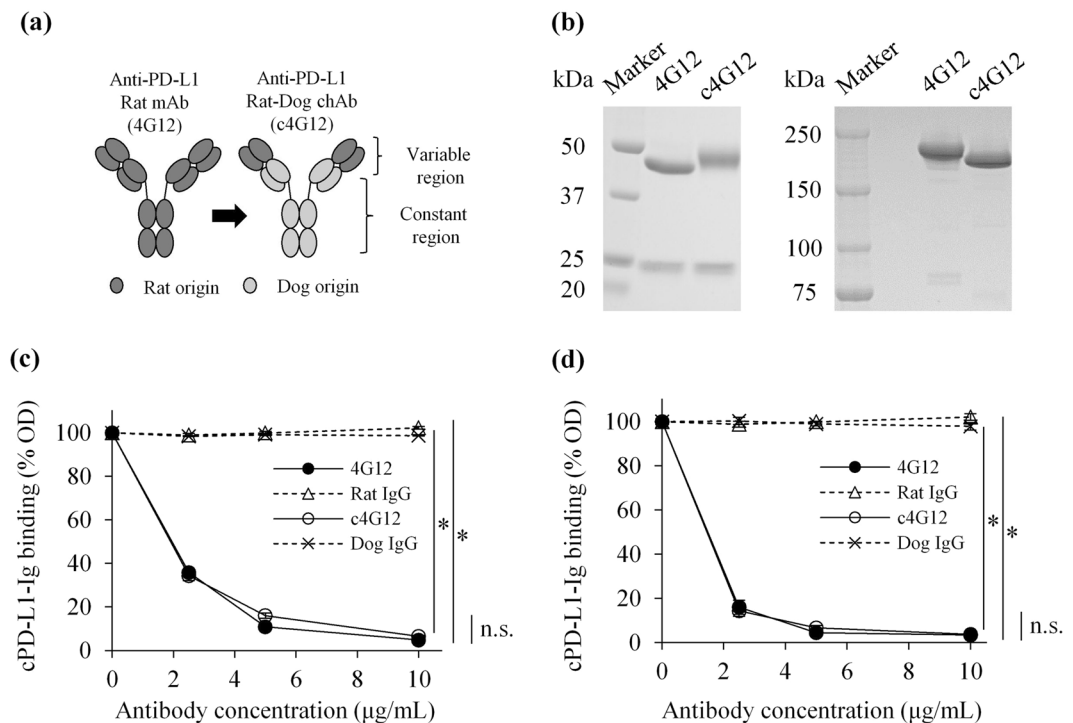 (a)
Anti-PD-L1
Rat mAb
(4G12)
Anti-PD-L1
Rat-Dog chAb
(c4G12)
Variable
region
Constant
region
Rat origin
Dog origin
(b)
kDa
Marker
4G12
c4G12
50
37
25
20
kDa
Marker
4G12
c4G12
250
150
100
75
(c)
cPD-L1-Ig binding (% OD)
100
80
60
40
20
0
0 2 4 6 8 10
Antibody concentration (μg/mL)
4G12
Rat IgG
c4G12
Dog IgG
*
*
n.s.
(d)
cPD-L1-Ig binding (% OD)
100
80
60
40
20
0
0 2 4 6 8 10
Antibody concentration (μg/mL)
4G12
Rat IgG
c4G12
Dog IgG
*
*
n.s.